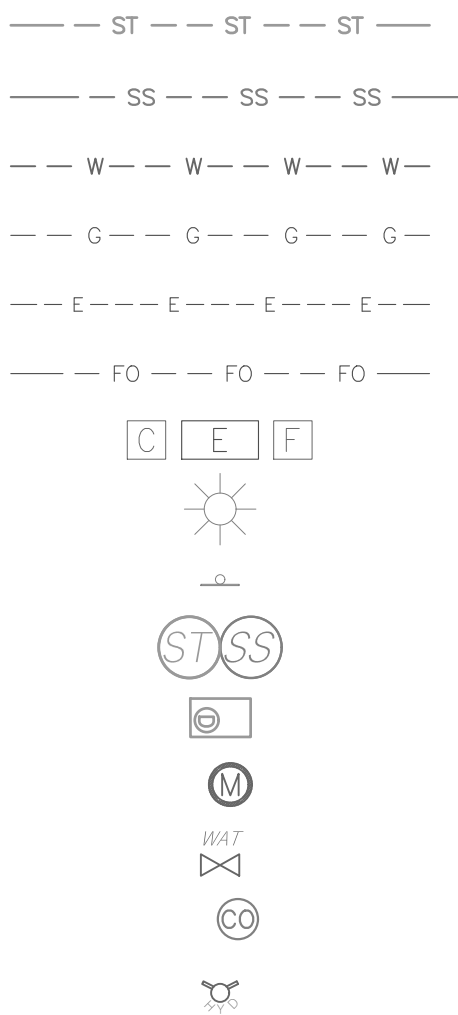 ST ST ST
SS SS SS
W W W W
G G G G
E E E E
FO FO FO
C E F
ST SS
D
M
WAT
CO
HYD